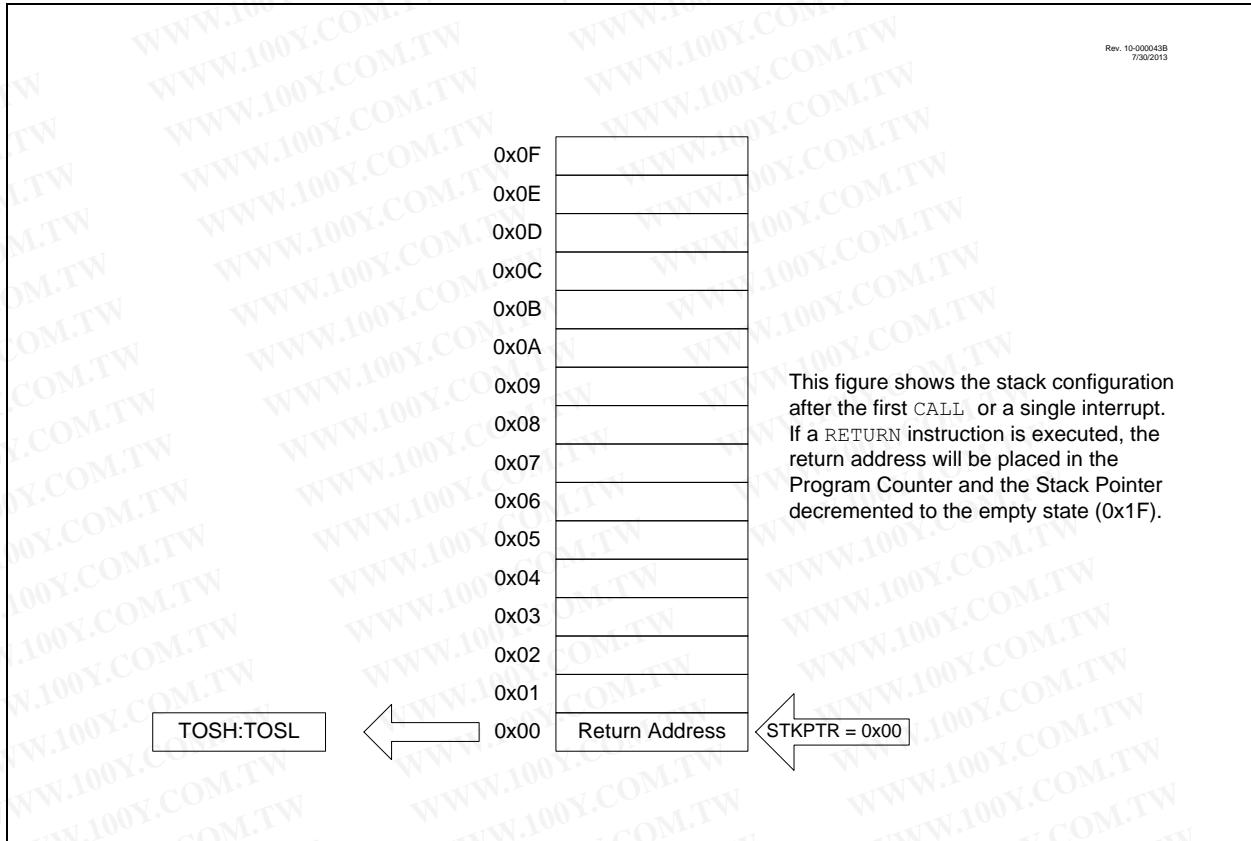 Rev. 10-000043B
7/30/2013
0x0F
0x0E
0x0D
0x0C
0x0B
0x0A
0x09
0x08
0x07
0x06
0x05
0x04
0x03
0x02
0x01
TOSH:TOSL
0x00
Return Address
STKPTR = 0x00
This figure shows the stack configuration
after the first CALL or a single interrupt.
If a RETURN instruction is executed, the
return address will be placed in the
Program Counter and the Stack Pointer
decremented to the empty state (0x1F).
WWW.100Y.COM.TW